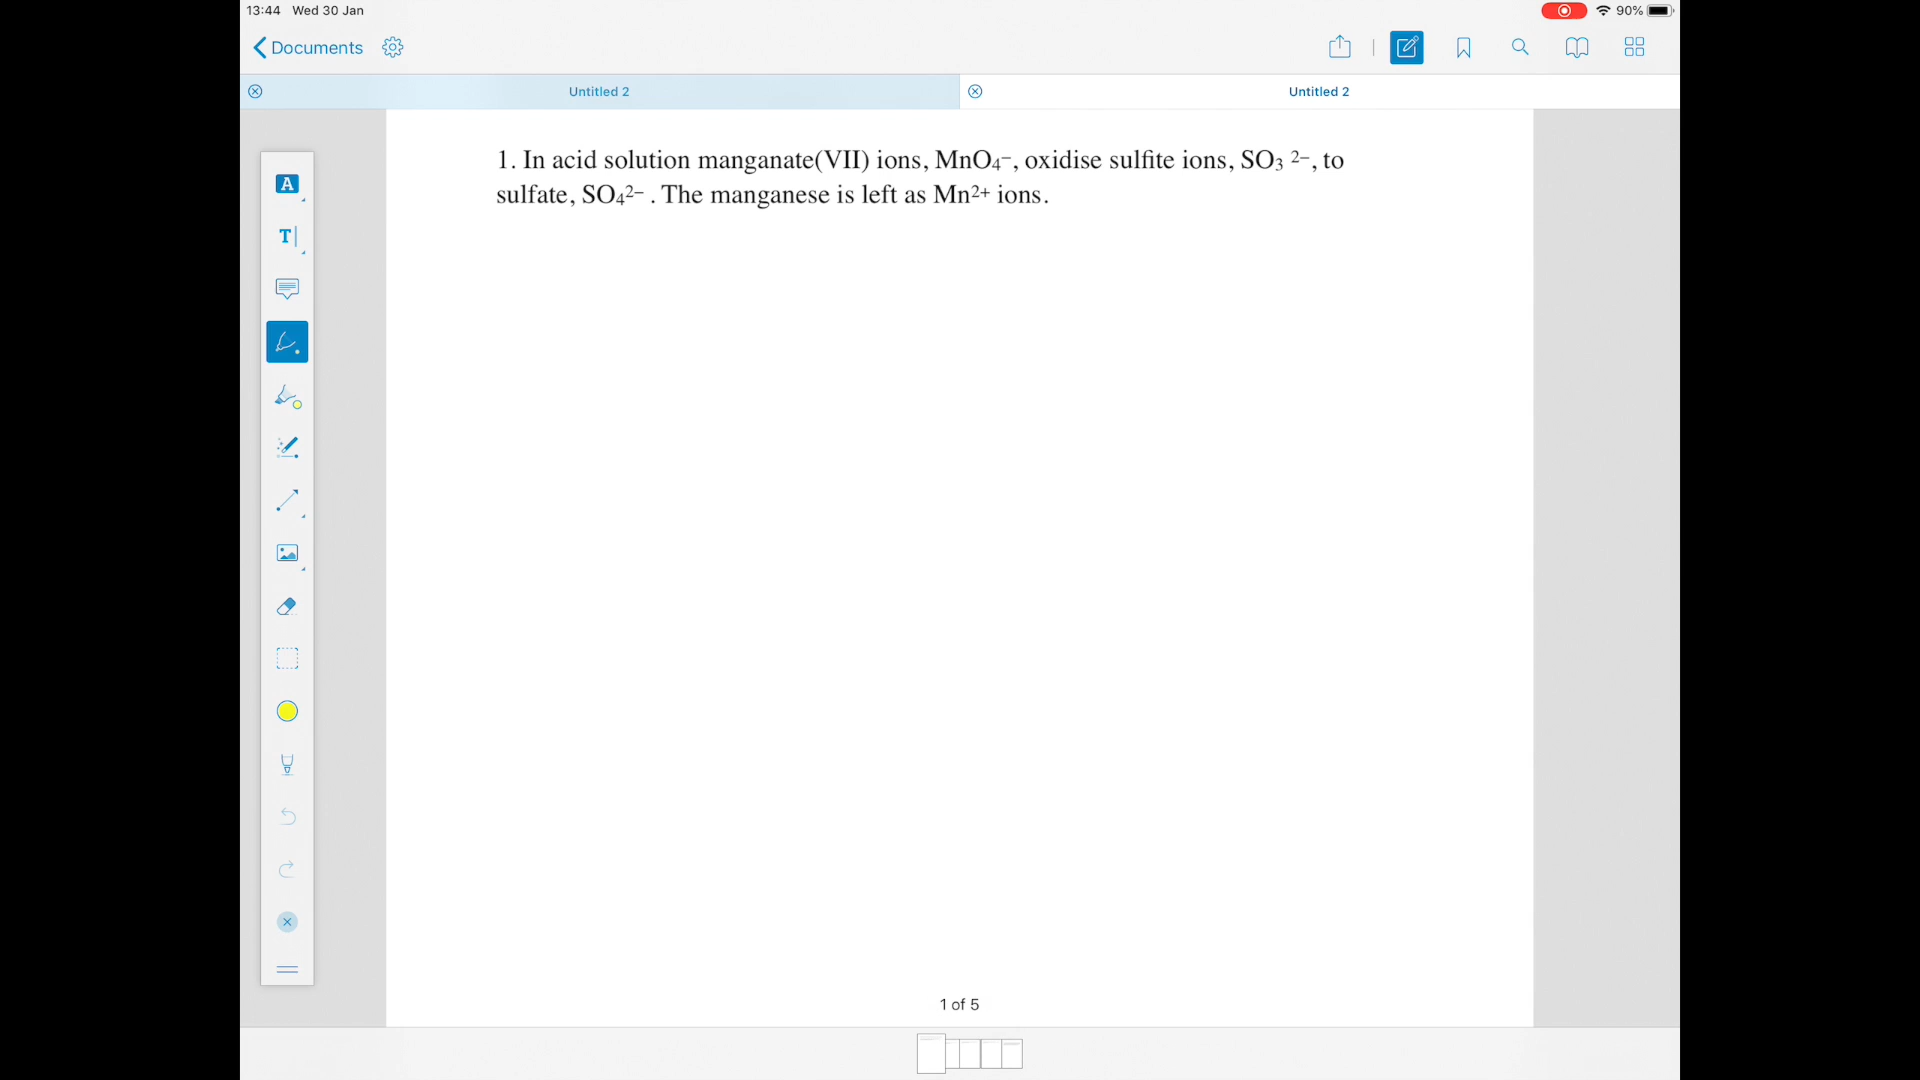 13:44 Wed 30 Jan
90%
Documents
Untitled 2
Untitled 2
1. In acid solution manganate(VII) ions, MnO₄⁻, oxidise sulfite ions, SO₃ ²⁻, to
sulfate, SO₄²⁻ . The manganese is left as Mn²⁺ ions.
A
T
1 of 5